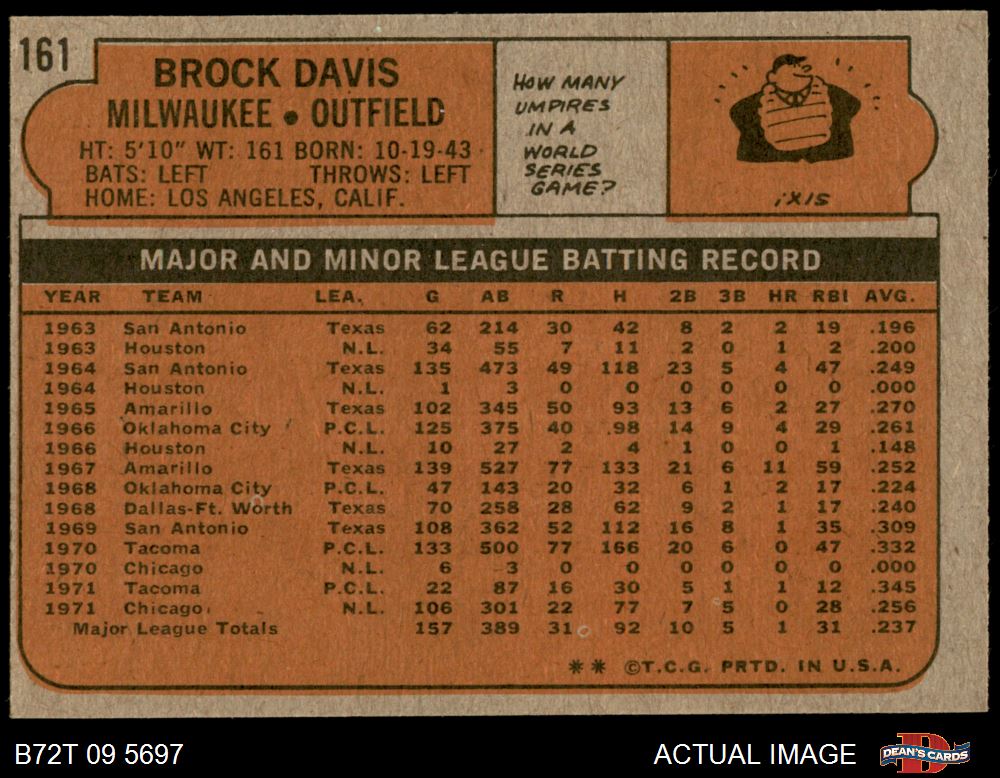 161
BROCK DAVIS
MILWAUKEE • OUTFIELD
HT: 5'10" WT: 161 BORN: 10-19-43
BATS: LEFT THROWS: LEFT
HOME: LOS ANGELES, CALIF.
HOW MANY
UMPIRES
IN A
WORLD
SERIES
GAME?
¡XIS
MAJOR AND MINOR LEAGUE BATTING RECORD
YEAR TEAM LEA. G AB R H 2B 3B HR RBI AVG.
1963 San Antonio Texas 62 214 30 42 8 2 2 19 .196
1963 Houston N.L. 34 55 7 11 2 0 1 2 .200
1964 San Antonio Texas 135 473 49 118 23 5 4 47 .249
1964 Houston N.L. 1 3 0 0 0 0 0 0 .000
1965 Amarillo Texas 102 345 50 93 13 6 2 27 .270
1966 Oklahoma City P.C.L. 125 375 40 .98 14 9 4 29 .261
1966 Houston N.L. 10 27 2 4 1 0 0 1 .148
1967 Amarillo Texas 139 527 77 133 21 6 11 59 .252
1968 Oklahoma City P.C.L. 47 143 20 32 6 1 2 17 .224
1968 Dallas-Ft. Worth Texas 70 258 28 62 9 2 1 17 .240
1969 San Antonio Texas 108 362 52 112 16 8 1 35 .309
1970 Tacoma P.C.L. 133 500 77 166 20 6 0 47 .332
1970 Chicago N.L. 6 3 0 0 0 0 0 0 .000
1971 Tacoma P.C.L. 22 87 16 30 5 1 1 12 .345
1971 Chicago N.L. 106 301 22 77 7 5 0 28 .256
Major League Totals 157 389 31 92 10 5 1 31 .237
** ©T.C.G. PRTD. IN U.S.A.
B72T 09 5697 ACTUAL IMAGE DEAN'S CARDS